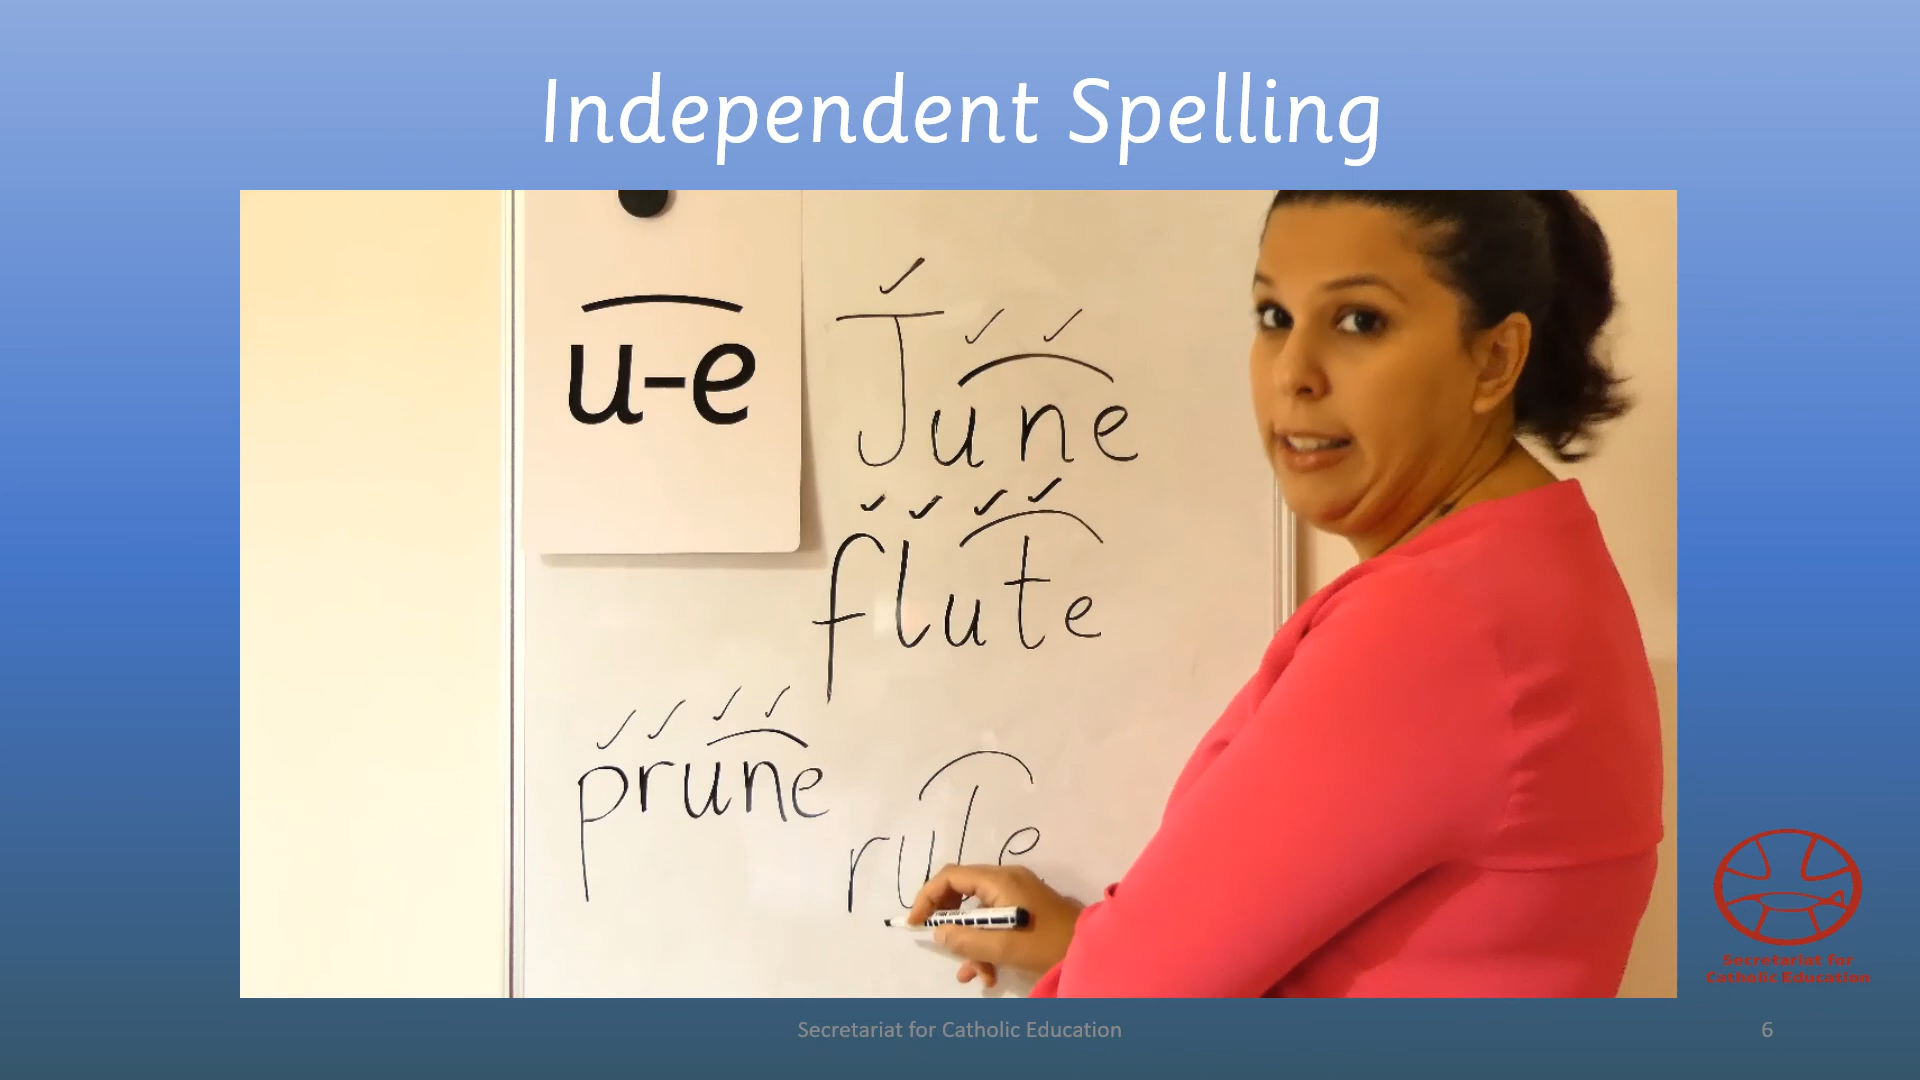 Independent Spelling
u-e
June
flute
prune
rule
Secretariat for
Catholic Education
Secretariat for Catholic Education
6